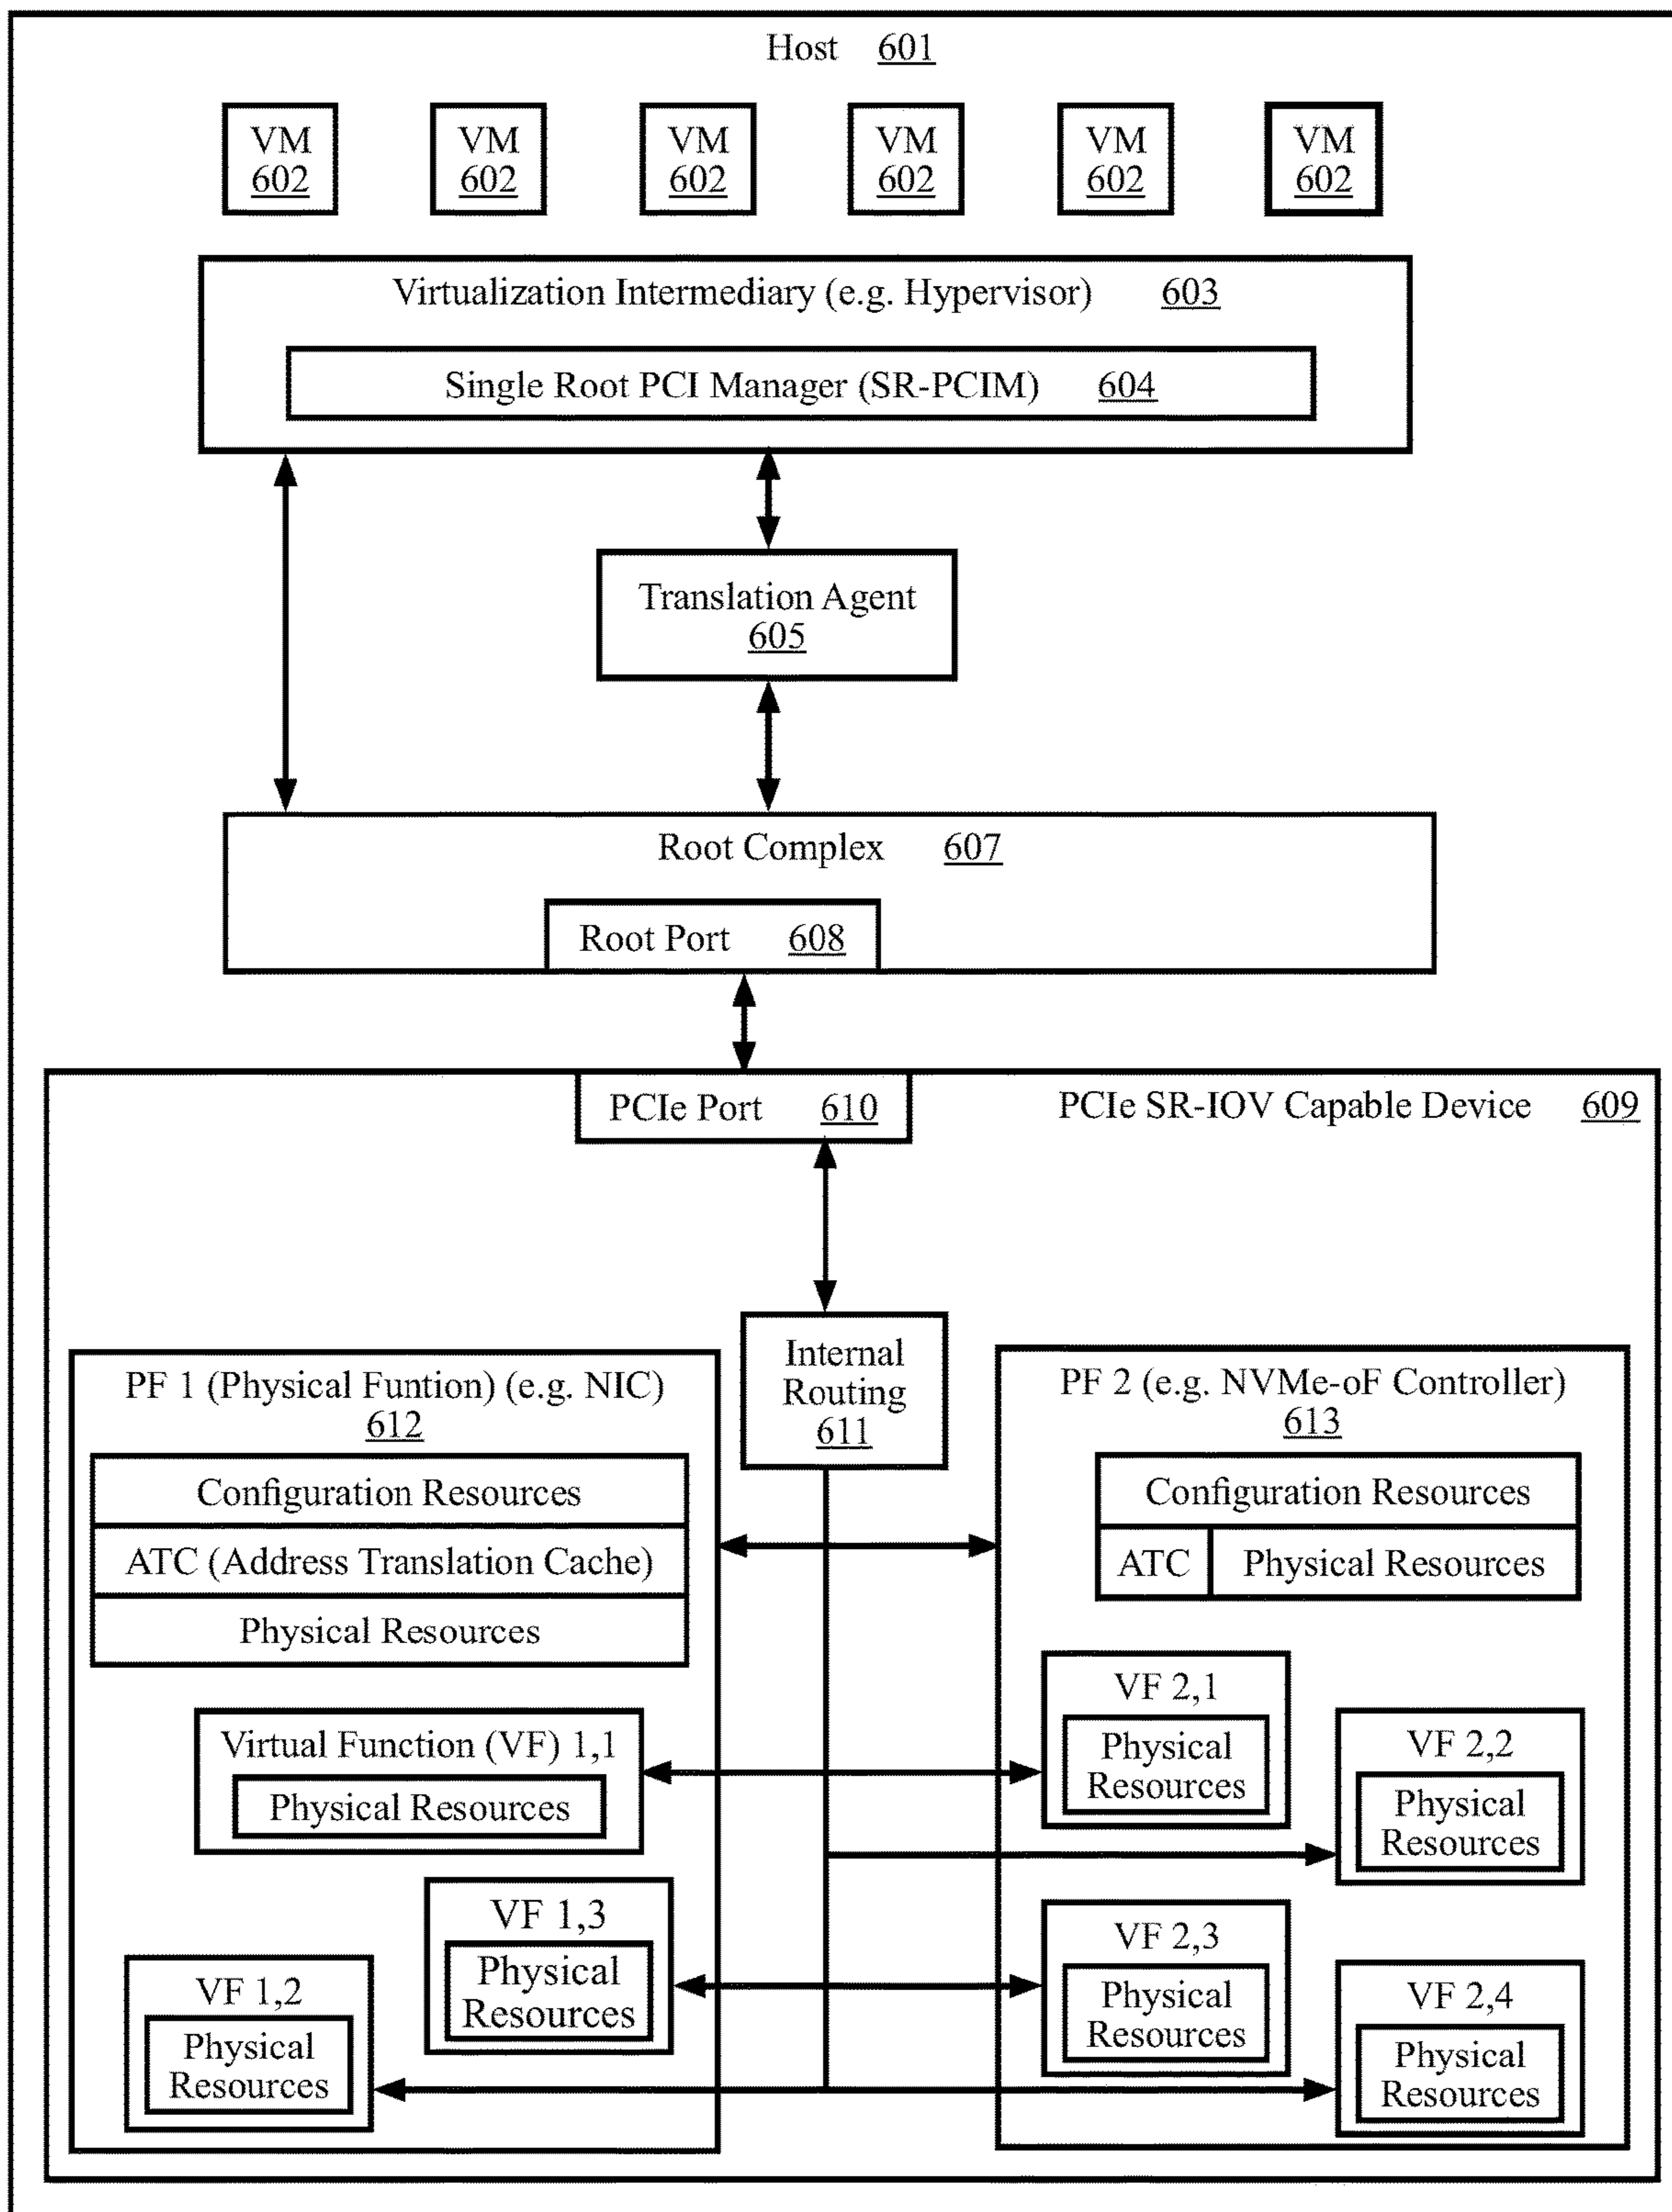 Host 601
VM VM VM VM VM VM
602 602 602 602 602 602
Virtualization Intermediary (e.g. Hypervisor) 603
Single Root PCI Manager (SR-PCIM) 604
Translation Agent
605
Root Complex 607
Root Port 608
PCIe Port 610
PCIe SR-IOV Capable Device 609
Internal
Routing
611
PF 1 (Physical Funtion) (e.g. NIC)
612
Configuration Resources
ATC (Address Translation Cache)
Physical Resources
Virtual Function (VF) 1,1
Physical Resources
VF 1,3
Physical
Resources
VF 1,2
Physical
Resources
PF 2 (e.g. NVMe-oF Controller)
613
Configuration Resources
ATC Physical Resources
VF 2,1
Physical
Resources
VF 2,2
Physical
Resources
VF 2,3
Physical
Resources
VF 2,4
Physical
Resources